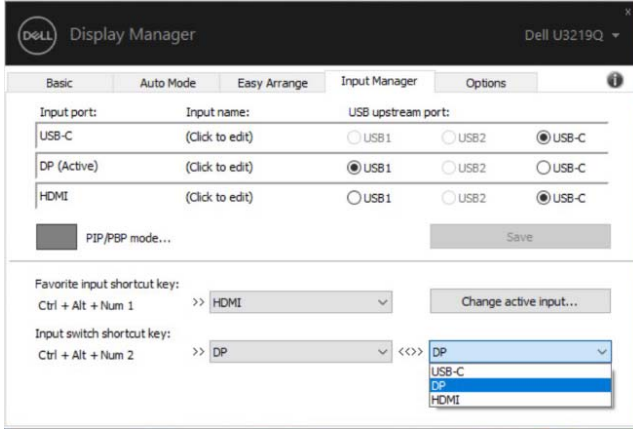 DELL Display Manager Dell U3219Q
x
Basic Auto Mode Easy Arrange Input Manager Options i
Input port: Input name: USB upstream port:
USB-C (Click to edit) USB1 USB2 USB-C
DP (Active) (Click to edit) USB1 USB2 USB-C
HDMI (Click to edit) USB1 USB2 USB-C
PIP/PBP mode... Save
Favorite input shortcut key:
Ctrl + Alt + Num 1 >> HDMI Change active input...
Input switch shortcut key:
Ctrl + Alt + Num 2 >> DP <<>> DP
USB-C
DP
HDMI